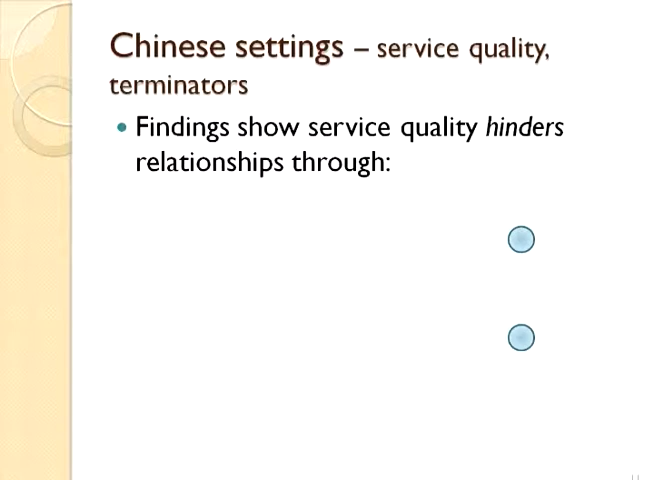 Chinese settings – service quality,
terminators
• Findings show service quality hinders
relationships through: